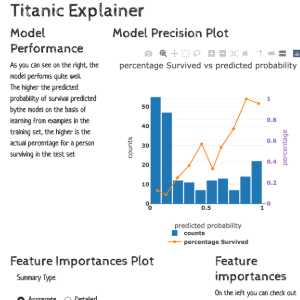 Titanic Explainer
Model
Performance
As you can see on the right, the
model performs quite well.
The higher the predicted
probability of survival predicted
bythe model on the basis of
learning from examples in the
training set, the higher is the
actual percentage for a person
surviving in the test set
Model Precision Plot
percentage Survived vs predicted probability
50
40
30
20
10
0
counts
1
0.8
0.6
0.4
0.2
0
percentage
0
0.5
1
predicted probability
counts
percentage Survived
Feature Importances Plot
Summary Type
Aggregate
Detailed
Feature
importances
On the left you can check out